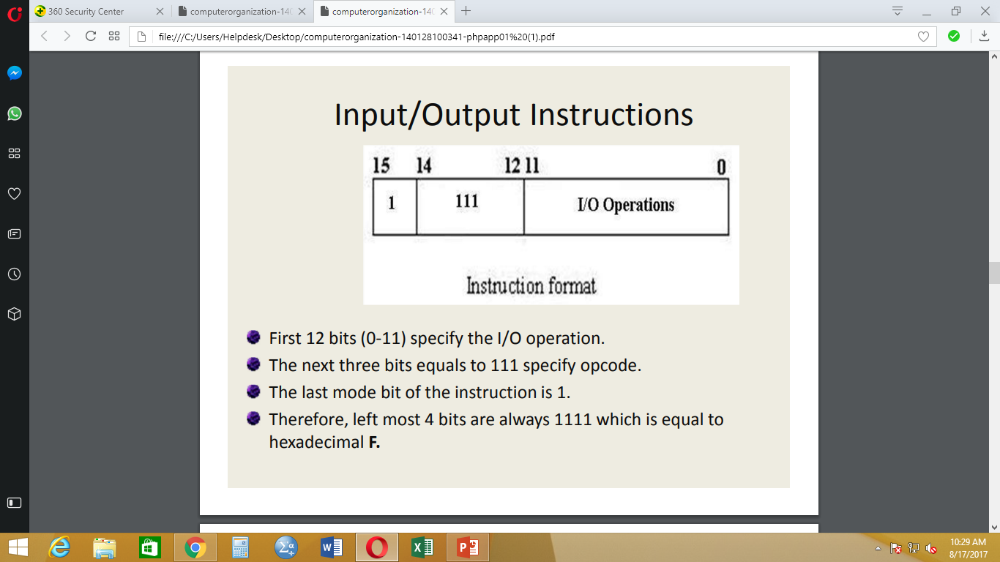 360 Security Center
computerorganization-140
computerorganization-140
file:///C:/Users/Helpdesk/Desktop/computerorganization-140128100341-phpapp01%20(1).pdf
Input/Output Instructions
15 14 12 11 0
1 111 I/O Operations
Instruction format
First 12 bits (0-11) specify the I/O operation.
The next three bits equals to 111 specify opcode.
The last mode bit of the instruction is 1.
Therefore, left most 4 bits are always 1111 which is equal to
hexadecimal F.
10:29 AM
8/17/2017